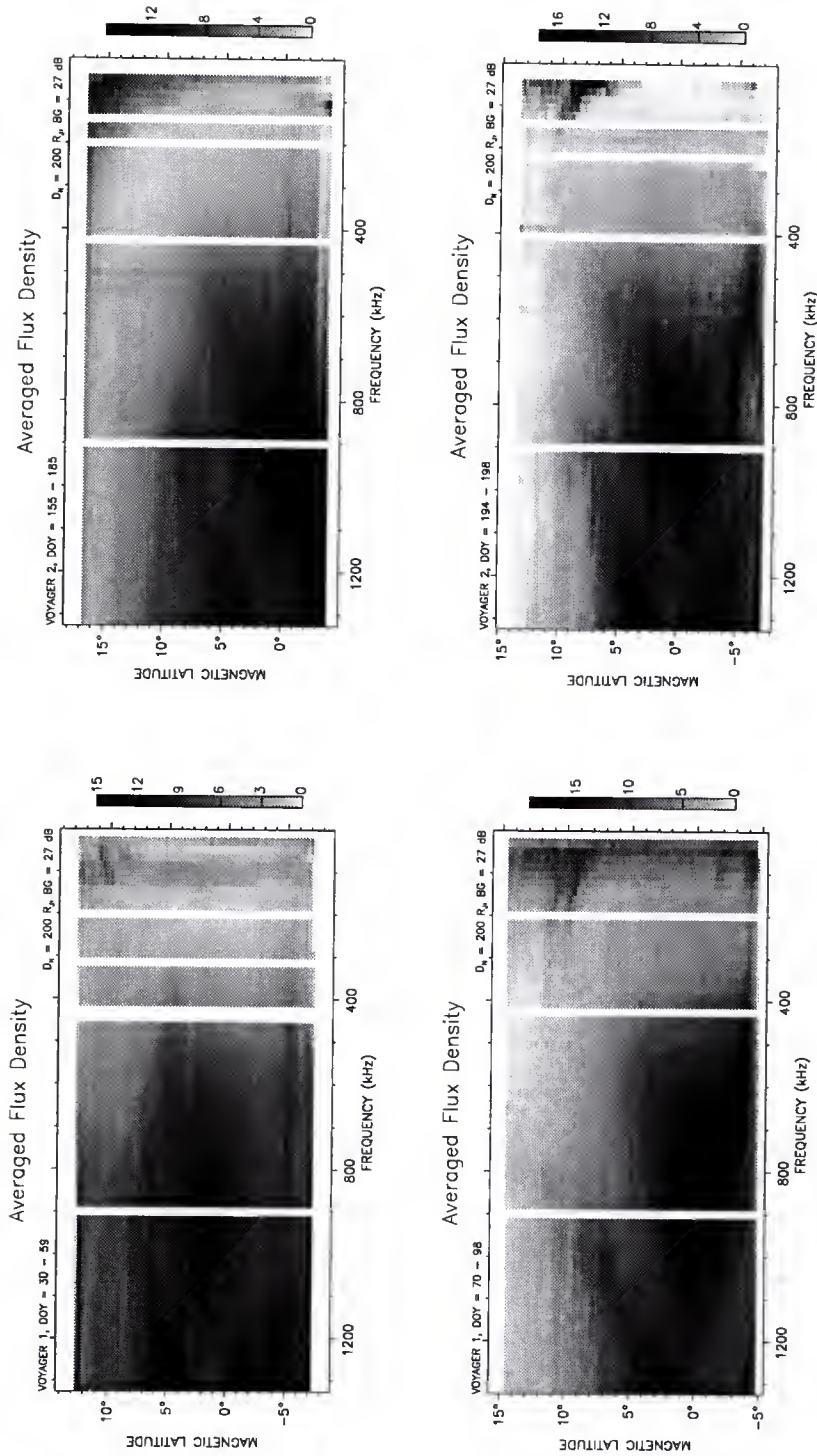 Averaged Flux Density
VOYAGER 1, DOY = 30 - 59
D_N = 200 R_J, BG = 27 dB
MAGNETIC LATITUDE
10°
5°
0°
-5°
1200
800
400
FREQUENCY (kHz)
15
12
9
6
3
0
Averaged Flux Density
VOYAGER 2, DOY = 155 - 185
D_N = 200 R_J, BG = 27 dB
MAGNETIC LATITUDE
15°
10°
5°
0°
1200
800
400
FREQUENCY (kHz)
12
8
4
0
Averaged Flux Density
VOYAGER 1, DOY = 70 - 98
D_N = 200 R_J, BG = 27 dB
MAGNETIC LATITUDE
15°
10°
5°
0°
-5°
1200
800
400
FREQUENCY (kHz)
15
10
5
0
Averaged Flux Density
VOYAGER 2, DOY = 194 - 198
D_N = 200 R_J, BG = 27 dB
MAGNETIC LATITUDE
15°
10°
5°
0°
-5°
1200
800
400
FREQUENCY (kHz)
16
12
8
4
0